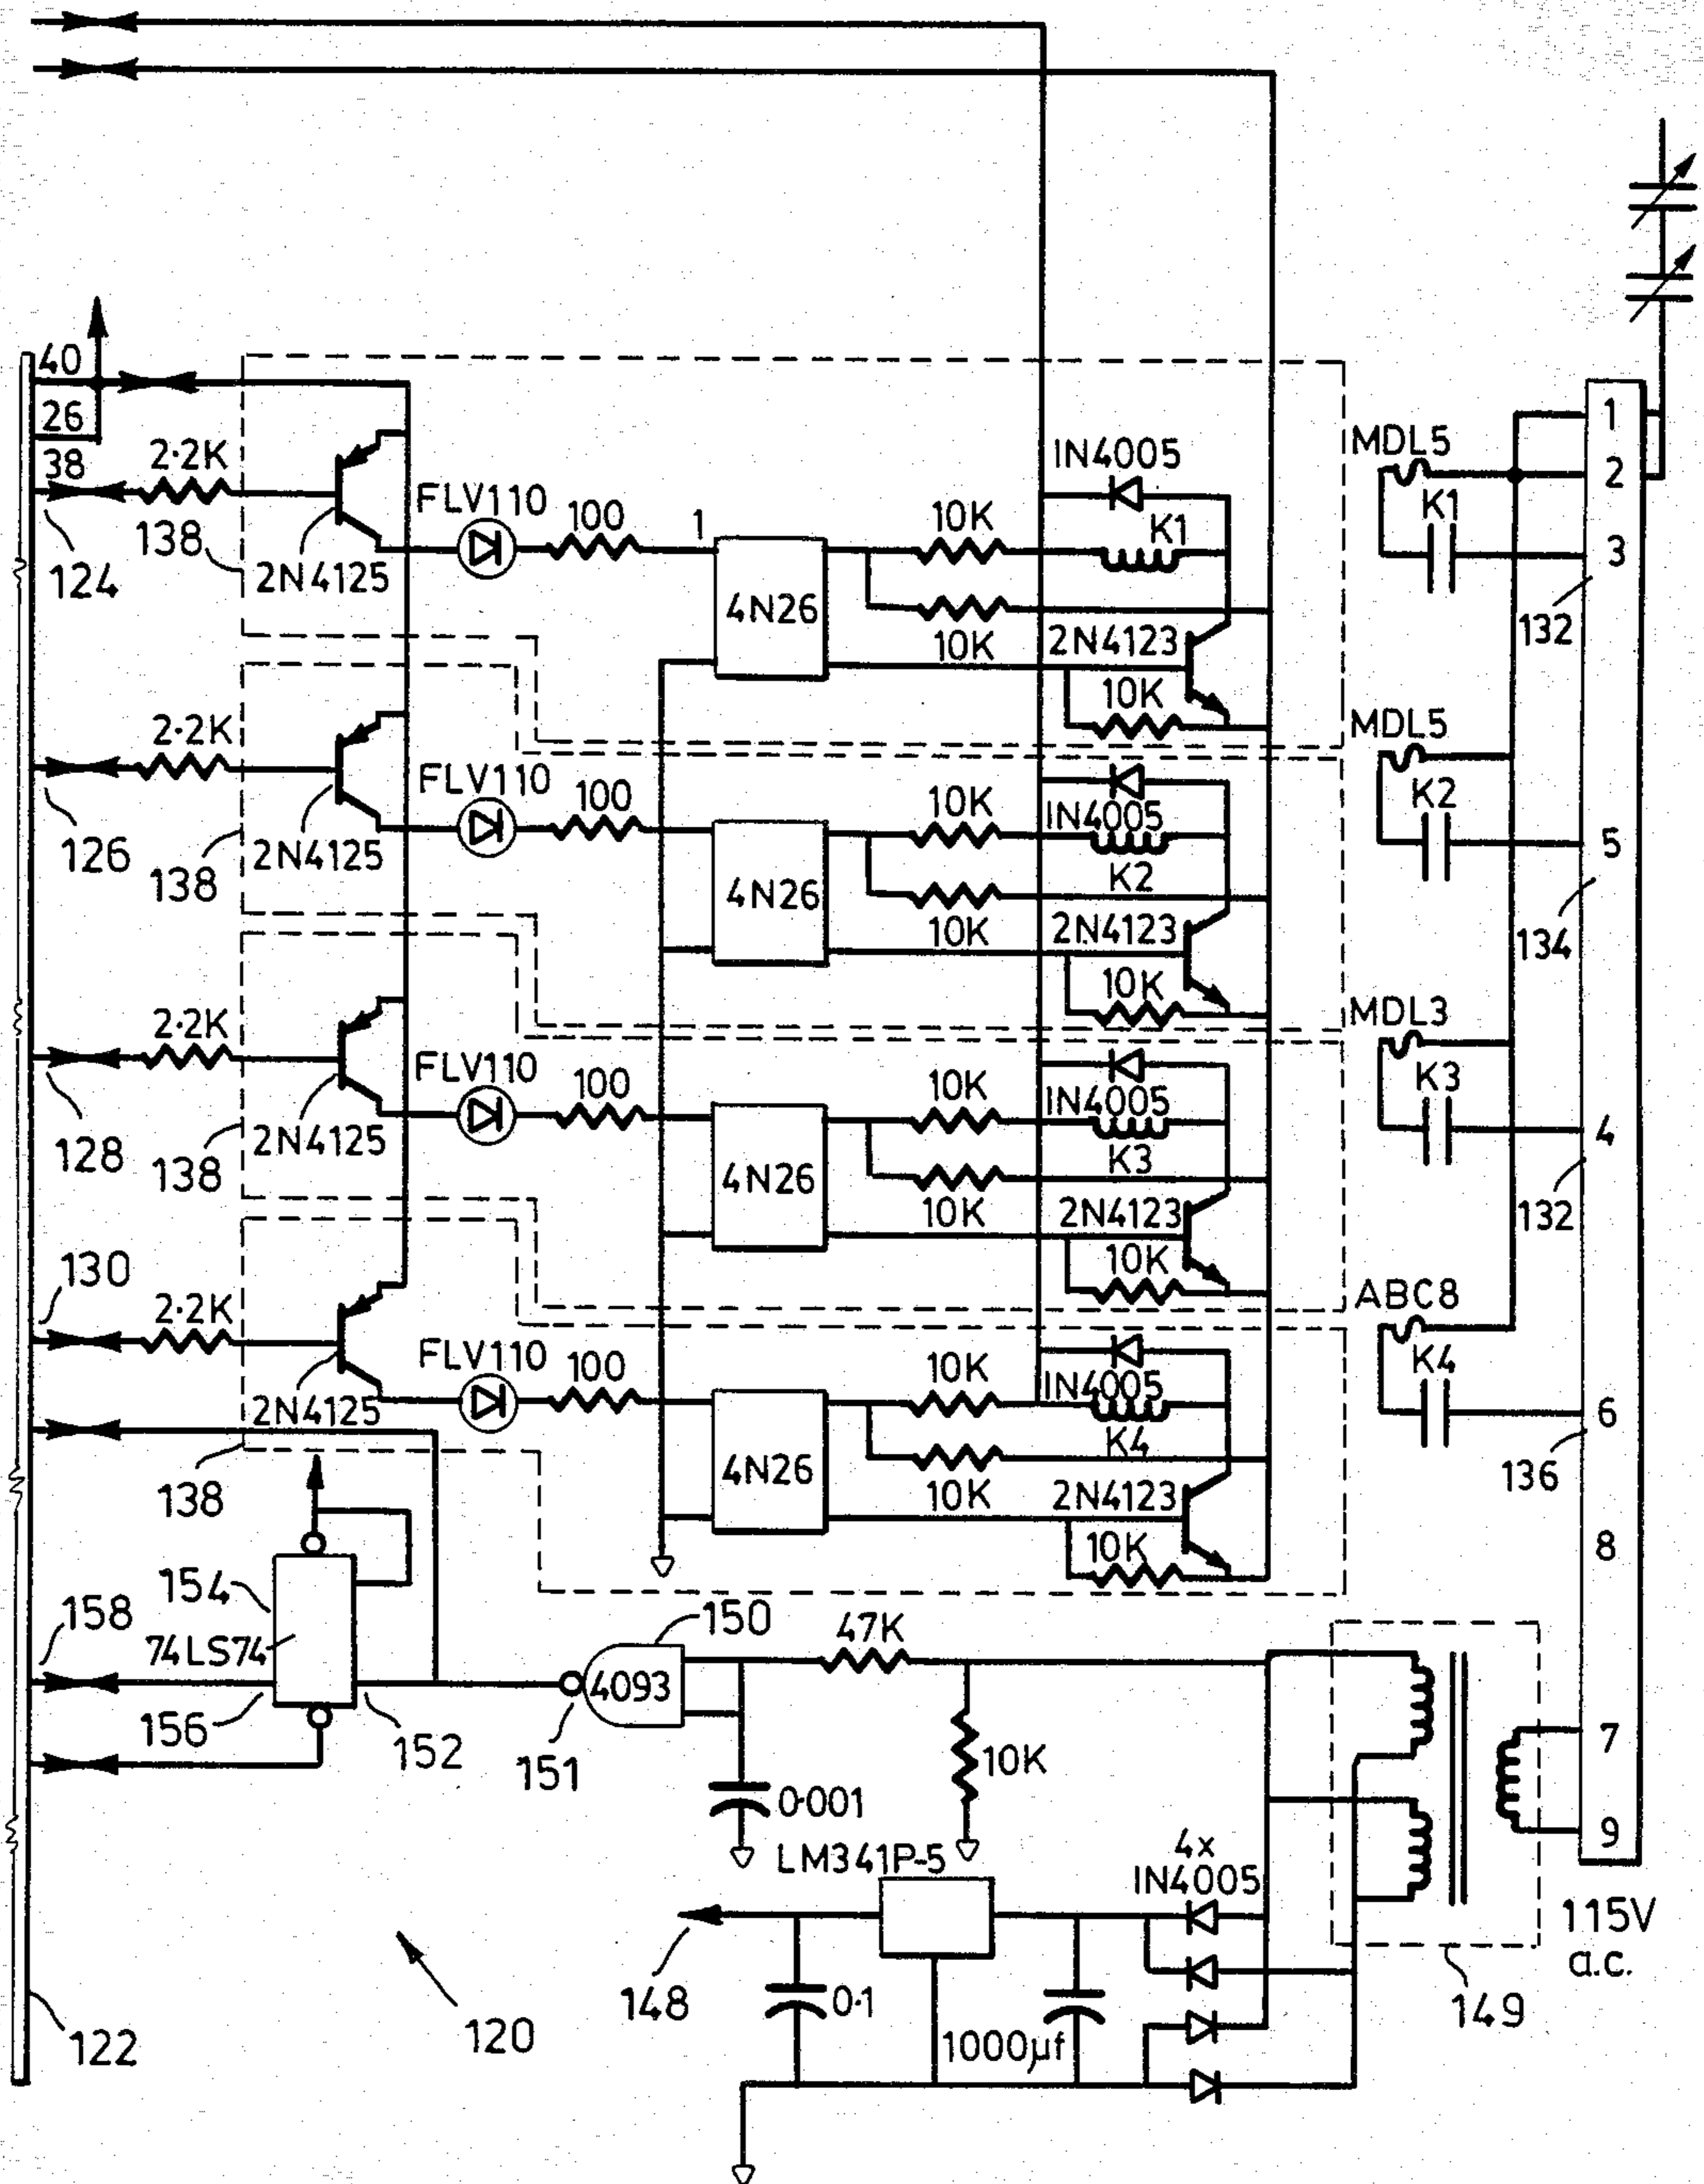 40
26
38
2·2K
138
124
2N4125
FLV110
100
1
4N26
10K
10K
IN4005
K1
2N4123
10K
MDL5
K1
1
2
3
132
2·2K
126
138
2N4125
FLV110
100
4N26
10K
10K
IN4005
K2
2N4123
10K
MDL5
K2
5
134
2·2K
128
138
2N4125
FLV110
100
4N26
10K
10K
IN4005
K3
2N4123
10K
MDL3
K3
4
132
130
2·2K
2N4125
138
FLV110
100
4N26
10K
10K
IN4005
K4
2N4123
10K
ABC8
K4
6
136
8
154
158
74LS74
156
152
150
4093
151
47K
10K
0·001
7
9
LM341P-5
4x
IN4005
115V
a.c.
149
148
0·1
1000µf
120
122